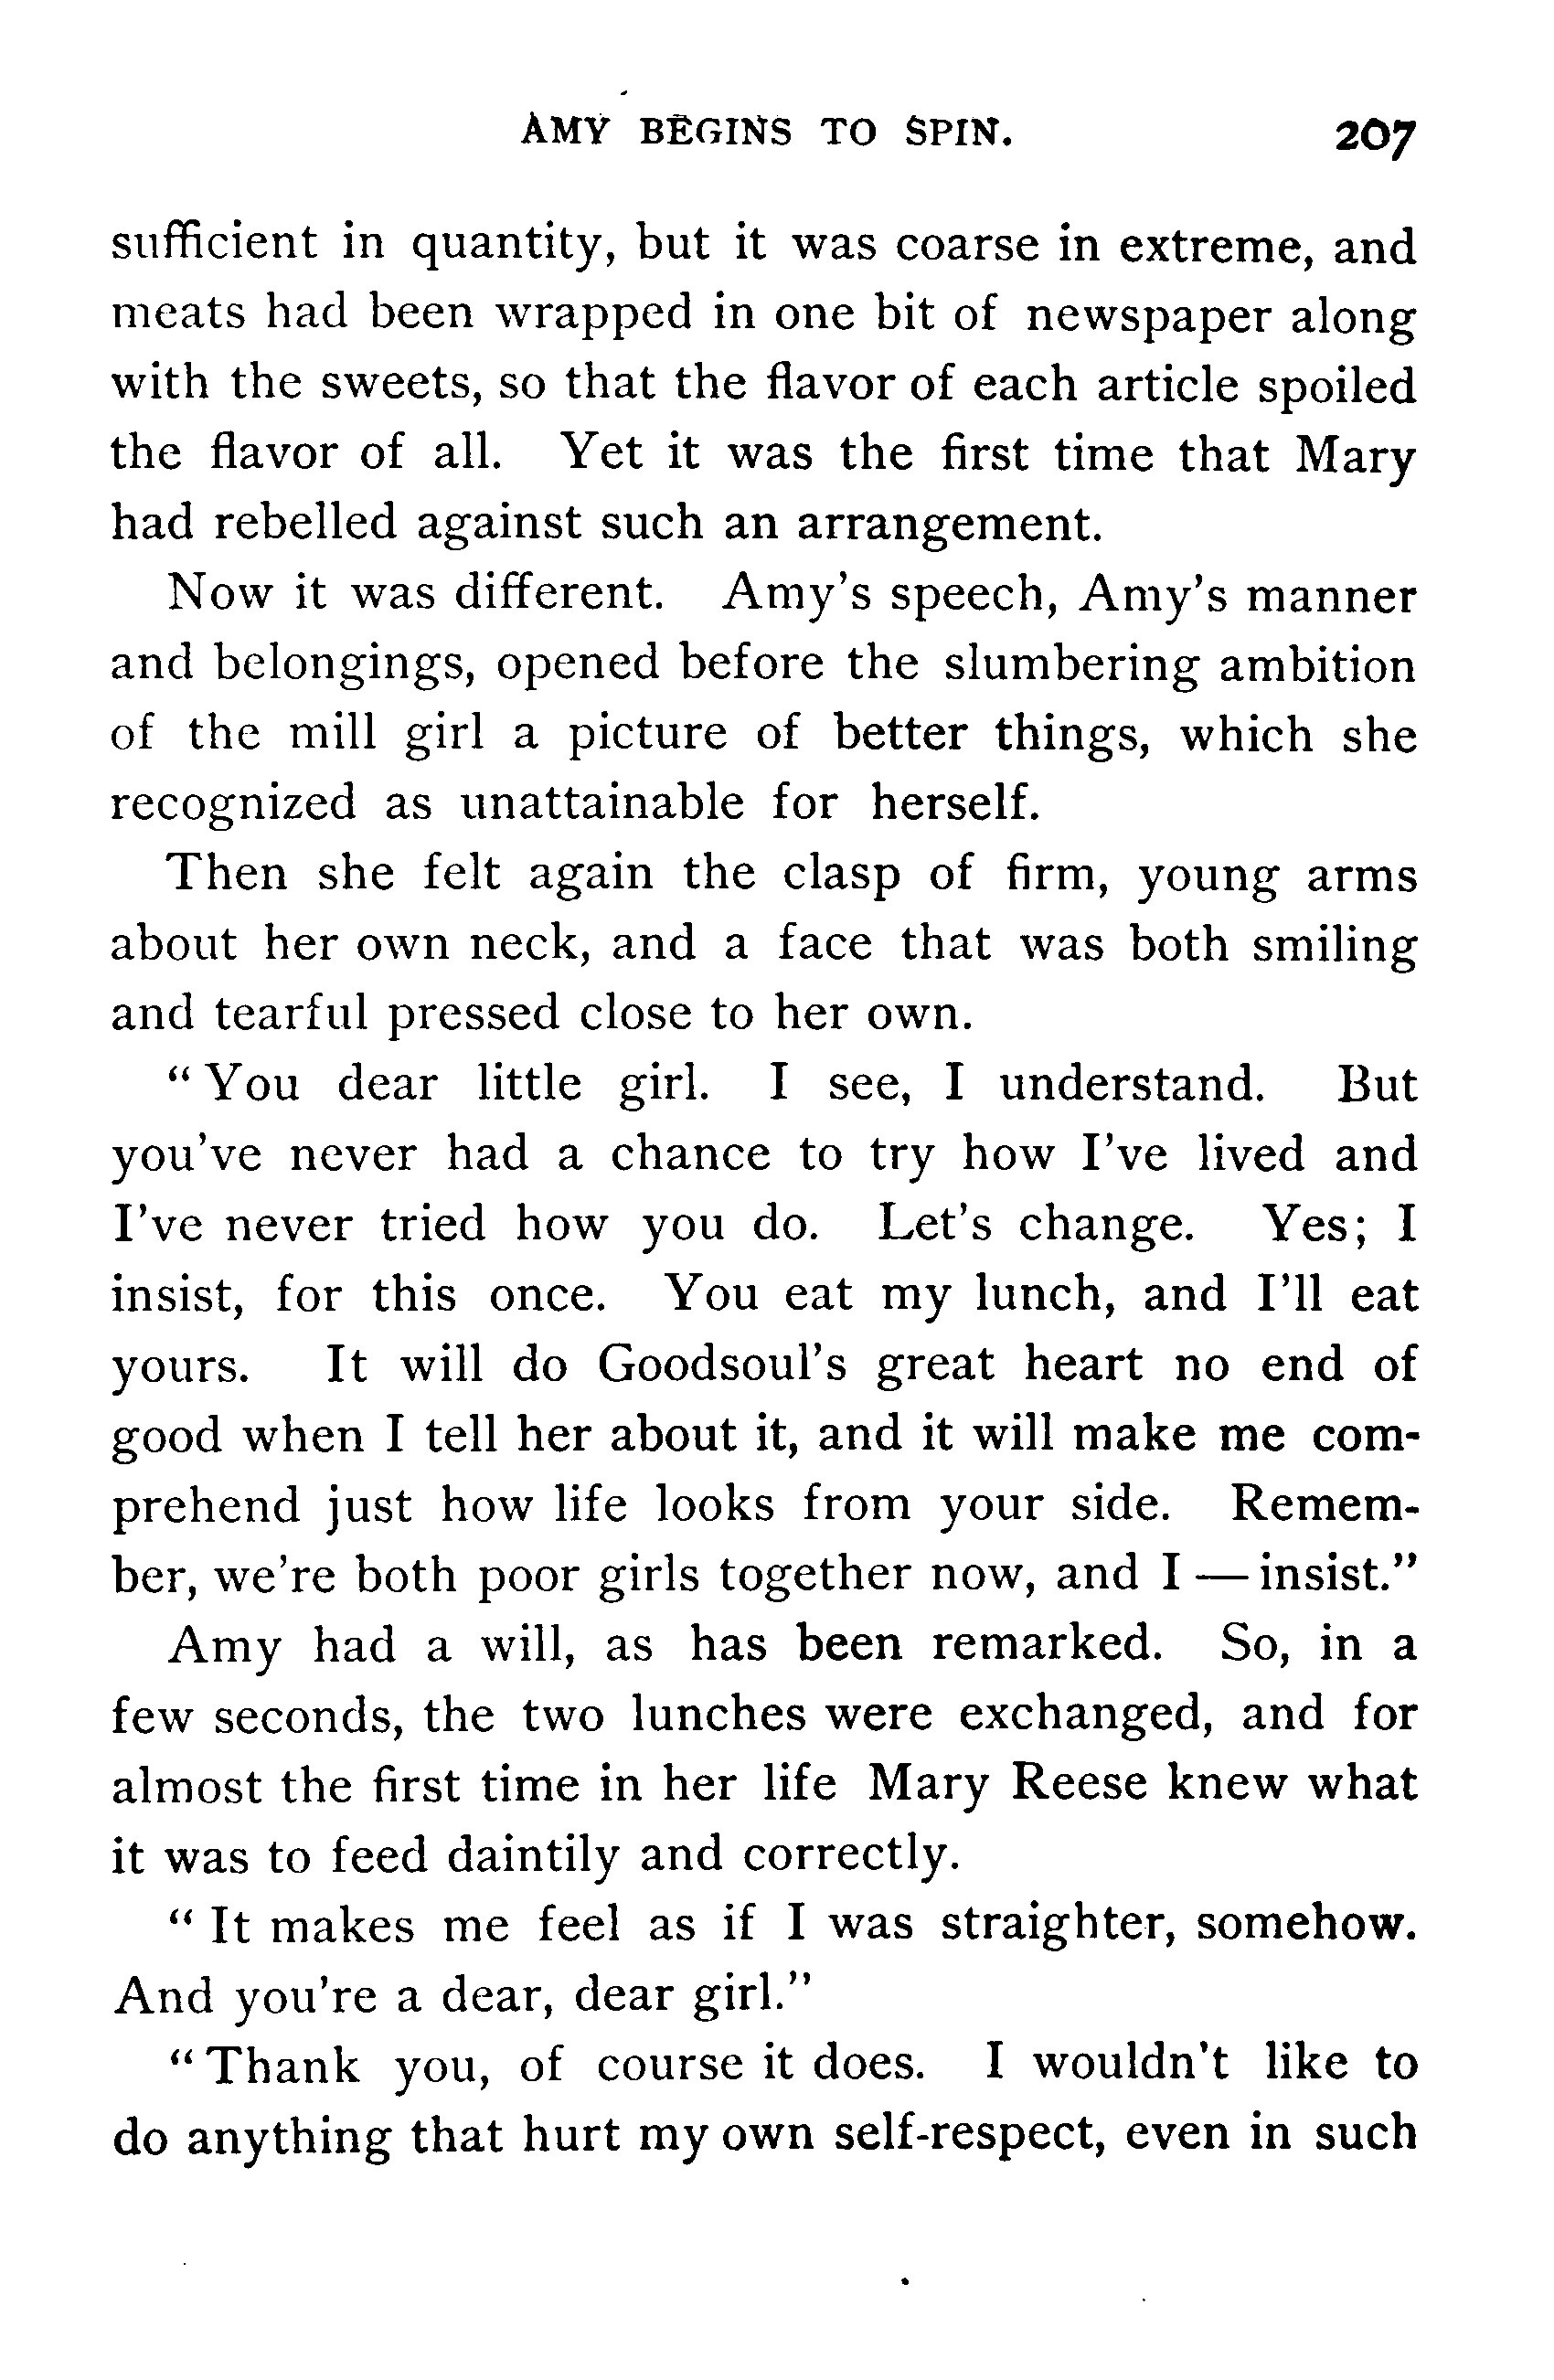 AMY BEGINS TO SPIN. 207
sufficient in quantity, but it was coarse in extreme, and
meats had been wrapped in one bit of newspaper along
with the sweets, so that the flavor of each article spoiled
the flavor of all. Yet it was the first time that Mary
had rebelled against such an arrangement.
Now it was different. Amy's speech, Amy's manner
and belongings, opened before the slumbering ambition
of the mill girl a picture of better things, which she
recognized as unattainable for herself.
Then she felt again the clasp of firm, young arms
about her own neck, and a face that was both smiling
and tearful pressed close to her own.
“You dear little girl. I see, I understand. But
you've never had a chance to try how I've lived and
I've never tried how you do. Let's change. Yes; I
insist, for this once. You eat my lunch, and I'll eat
yours. It will do Goodsoul's great heart no end of
good when I tell her about it, and it will make me com-
prehend just how life looks from your side. Remem-
ber, we're both poor girls together now, and I — insist.”
Amy had a will, as has been remarked. So, in a
few seconds, the two lunches were exchanged, and for
almost the first time in her life Mary Reese knew what
it was to feed daintily and correctly.
“It makes me feel as if I was straighter, somehow.
And you're a dear, dear girl.”
“Thank you, of course it does. I wouldn't like to
do anything that hurt my own self-respect, even in such